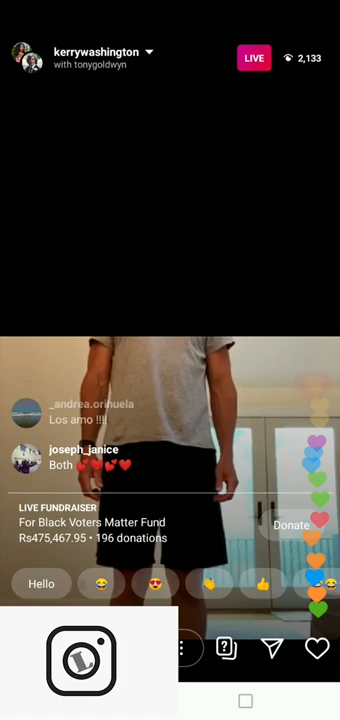 kerrywashington
with tonygoldwyn
LIVE
2,133
_andrea.orihuela
Los amo !!!!
joseph_janice
Both 💕❤️💕❤️
LIVE FUNDRAISER
For Black Voters Matter Fund
Rs475,467.95 • 196 donations
Donate
Hello
L